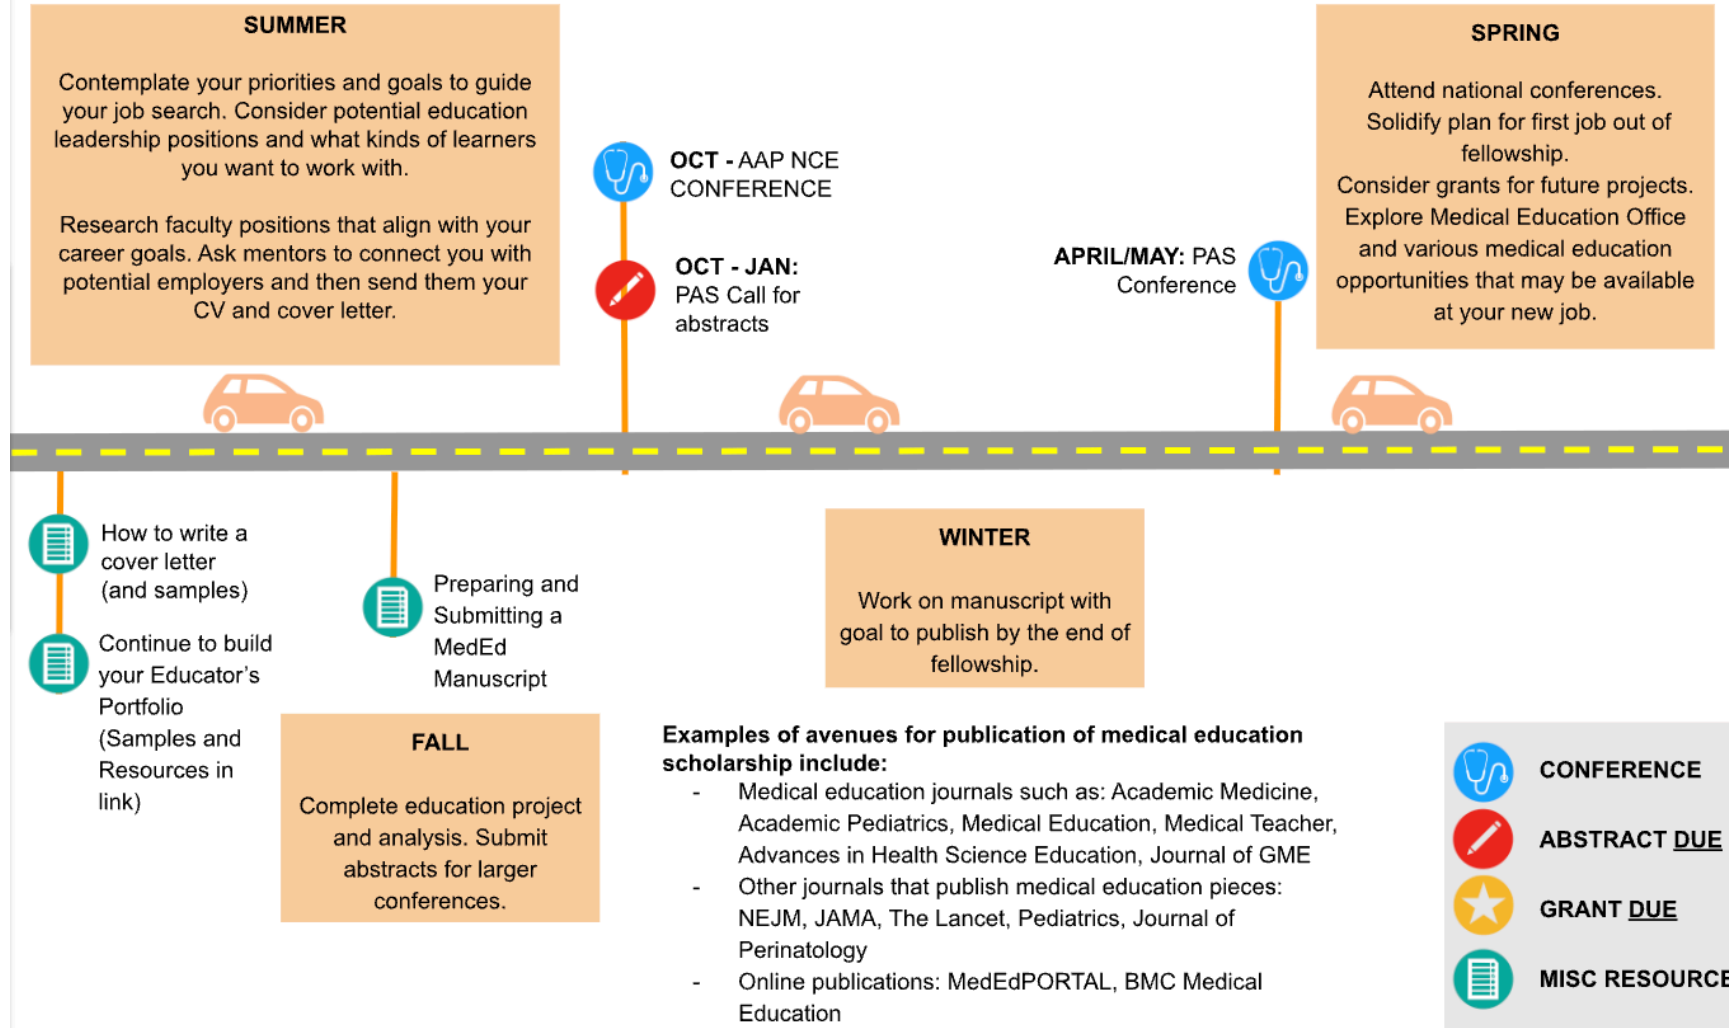 SUMMER
Contemplate your priorities and goals to guide
your job search. Consider potential education
leadership positions and what kinds of learners
you want to work with.
Research faculty positions that align with your
career goals. Ask mentors to connect you with
potential employers and then send them your
CV and cover letter.
OCT - AAP NCE
CONFERENCE
OCT - JAN:
PAS Call for
abstracts
APRIL/MAY: PAS
Conference
SPRING
Attend national conferences.
Solidify plan for first job out of
fellowship.
Consider grants for future projects.
Explore Medical Education Office
and various medical education
opportunities that may be available
at your new job.
How to write a
cover letter
(and samples)
Continue to build
your Educator's
Portfolio
(Samples and
Resources in
link)
Preparing and
Submitting a
MedEd
Manuscript
FALL
Complete education project
and analysis. Submit
abstracts for larger
conferences.
WINTER
Work on manuscript with
goal to publish by the end of
fellowship.
Examples of avenues for publication of medical education
scholarship include:
- Medical education journals such as: Academic Medicine,
Academic Pediatrics, Medical Education, Medical Teacher,
Advances in Health Science Education, Journal of GME
- Other journals that publish medical education pieces:
NEJM, JAMA, The Lancet, Pediatrics, Journal of
Perinatology
- Online publications: MedEdPORTAL, BMC Medical
Education
CONFERENCE
ABSTRACT DUE
GRANT DUE
MISC RESOURCE